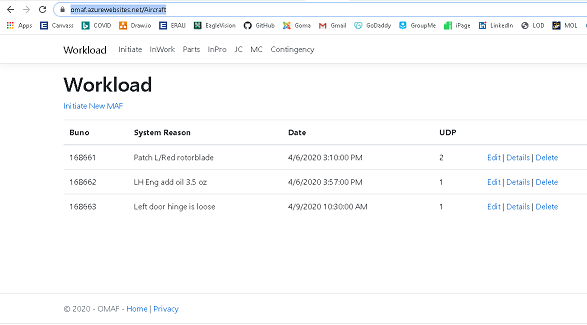 omaf.azurewebsites.net/Aircraft
Apps Canvass COVID Draw.io ERAU EagleVision GitHub Goma Gmail GoDaddy GroupMe iPage LinkedIn LOD MOL
Workload Initiate InWork Parts InPro JC MC Contingency
Workload
Initiate New MAF
Buno System Reason Date UDP
168661 Patch L/Red rotorblade 4/6/2020 3:10:00 PM 2 Edit | Details | Delete
168662 LH Eng add oil 3.5 oz 4/6/2020 3:57:00 PM 1 Edit | Details | Delete
168663 Left door hinge is loose 4/9/2020 10:30:00 AM 1 Edit | Details | Delete
© 2020 - OMAF - Home | Privacy